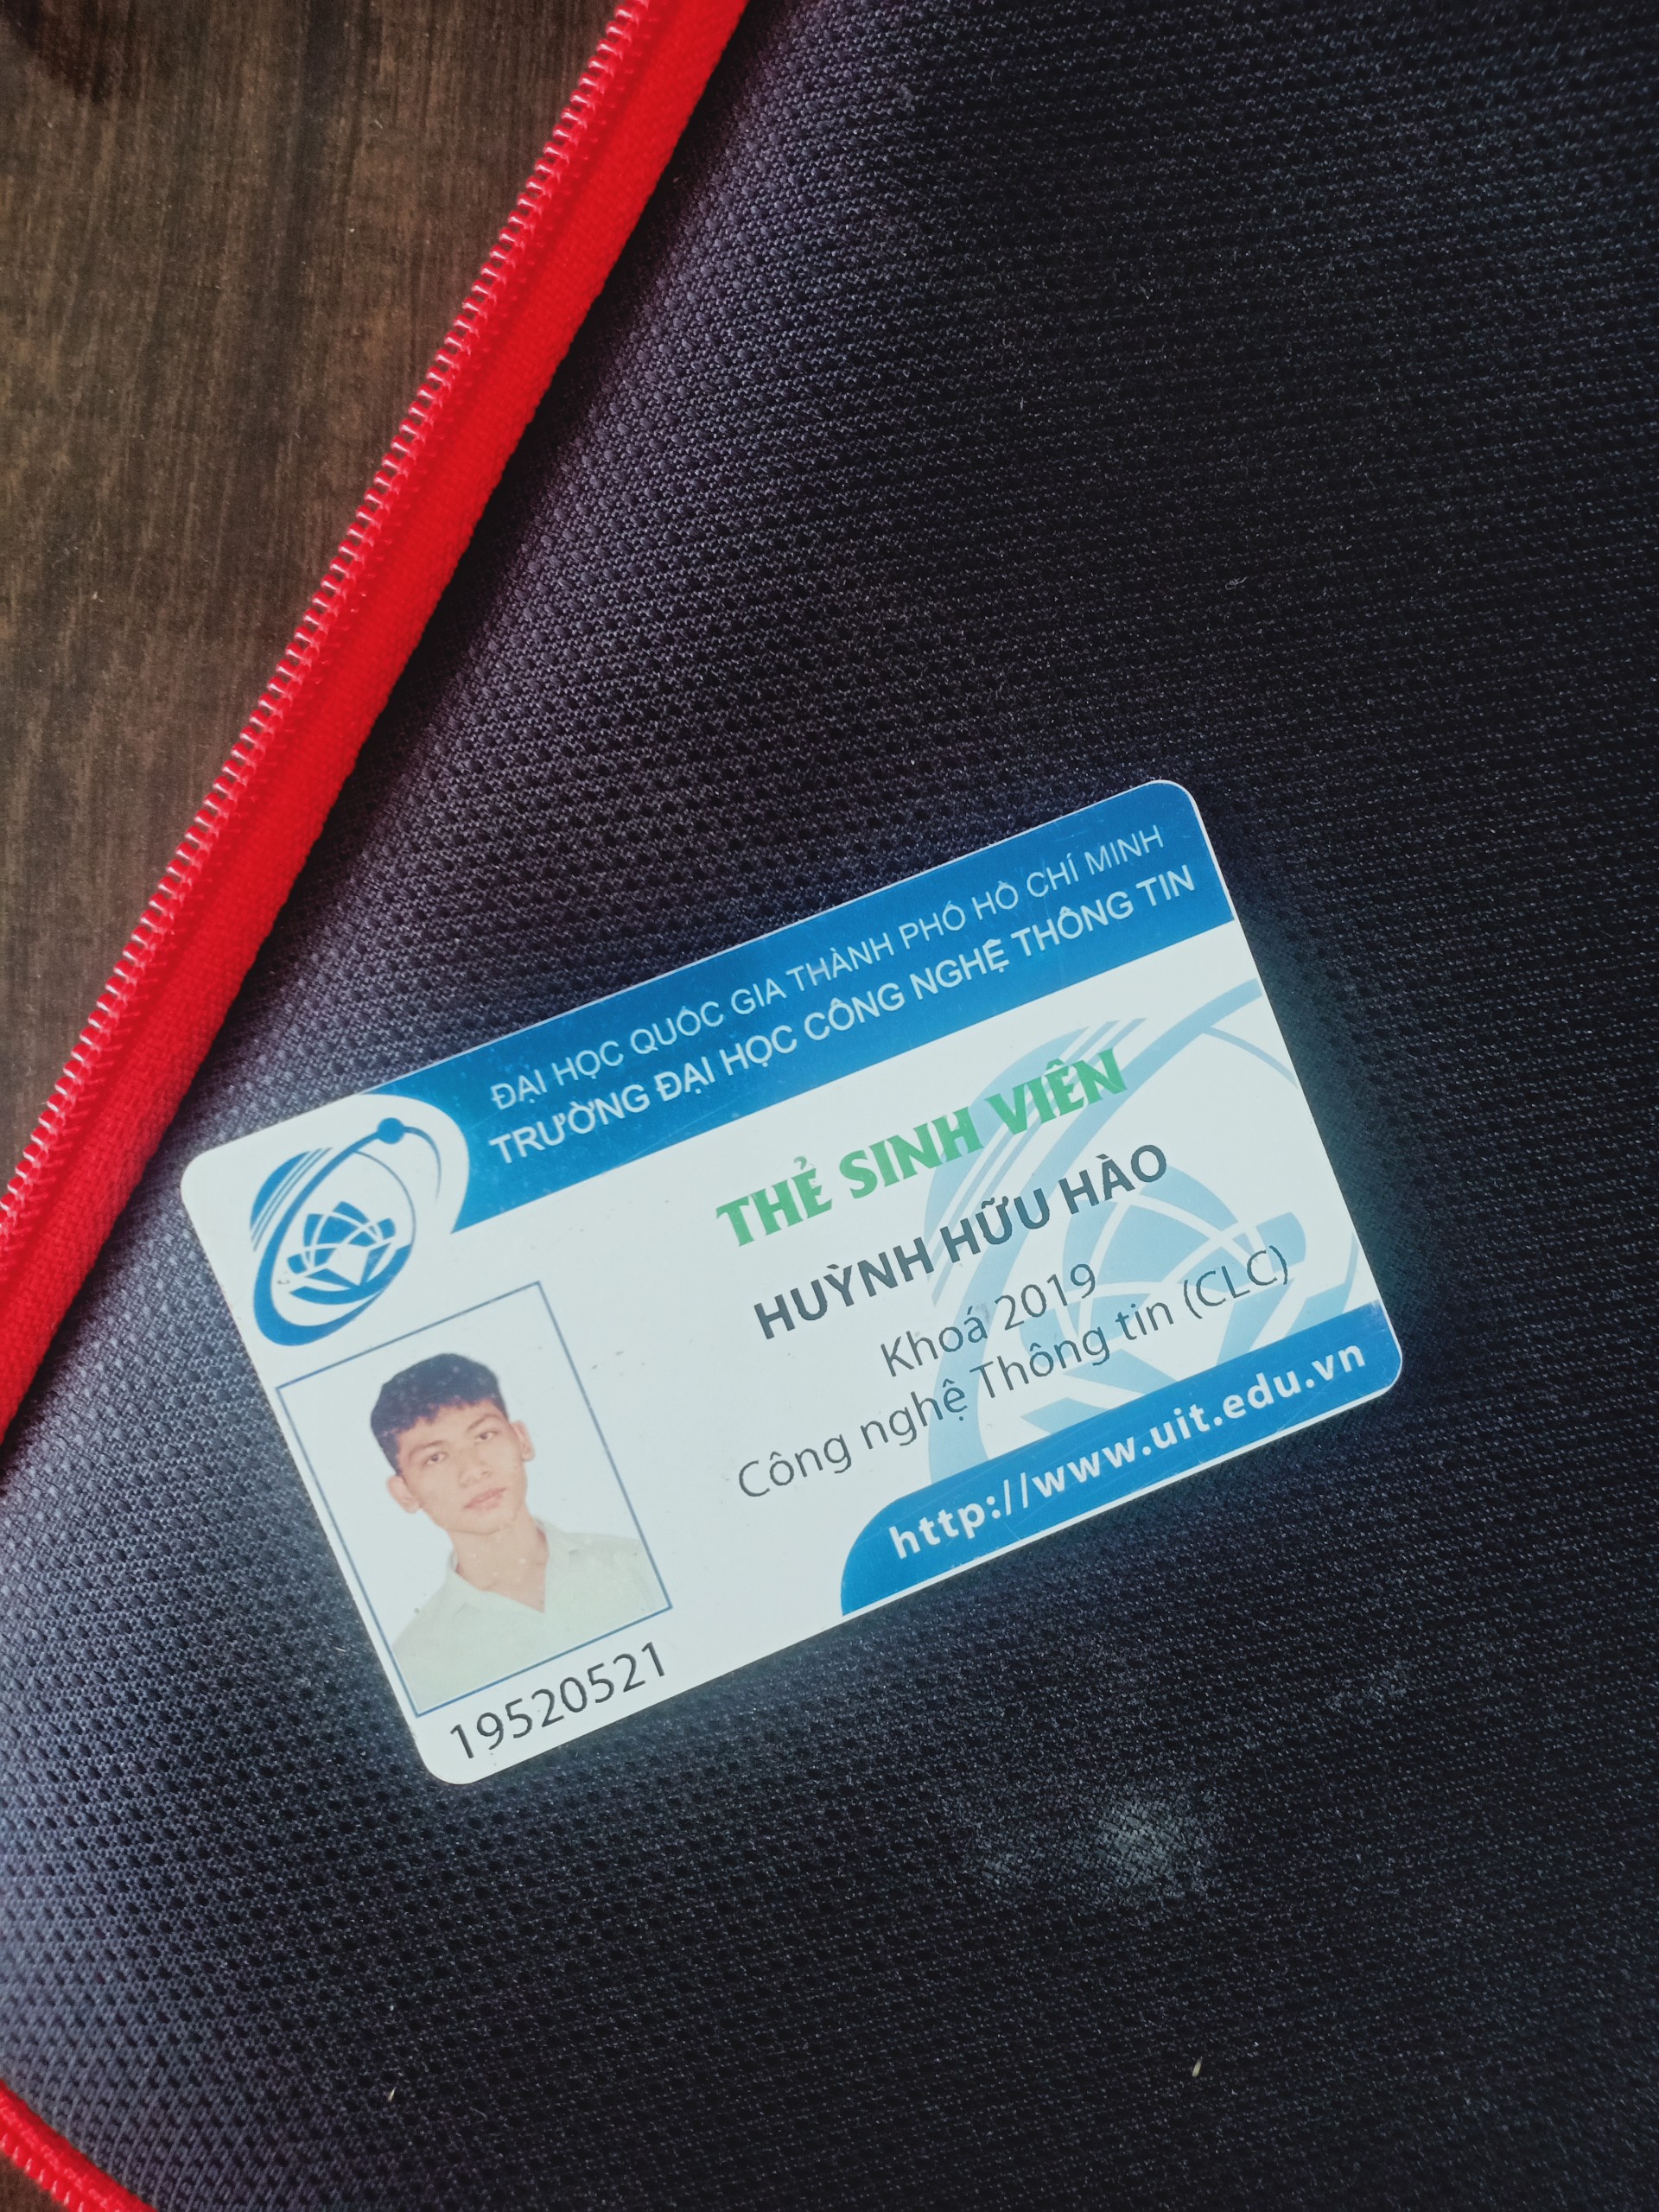 ĐẠI HỌC QUỐC GIA THÀNH PHỐ HỒ CHÍ MINH
TRƯỜNG ĐẠI HỌC CÔNG NGHỆ THÔNG TIN
THẺ SINH VIÊN
HUỲNH HỮU HÀO
Khoá 2019
Công nghệ Thông tin (CLC)
http://www.uit.edu.vn
19520521